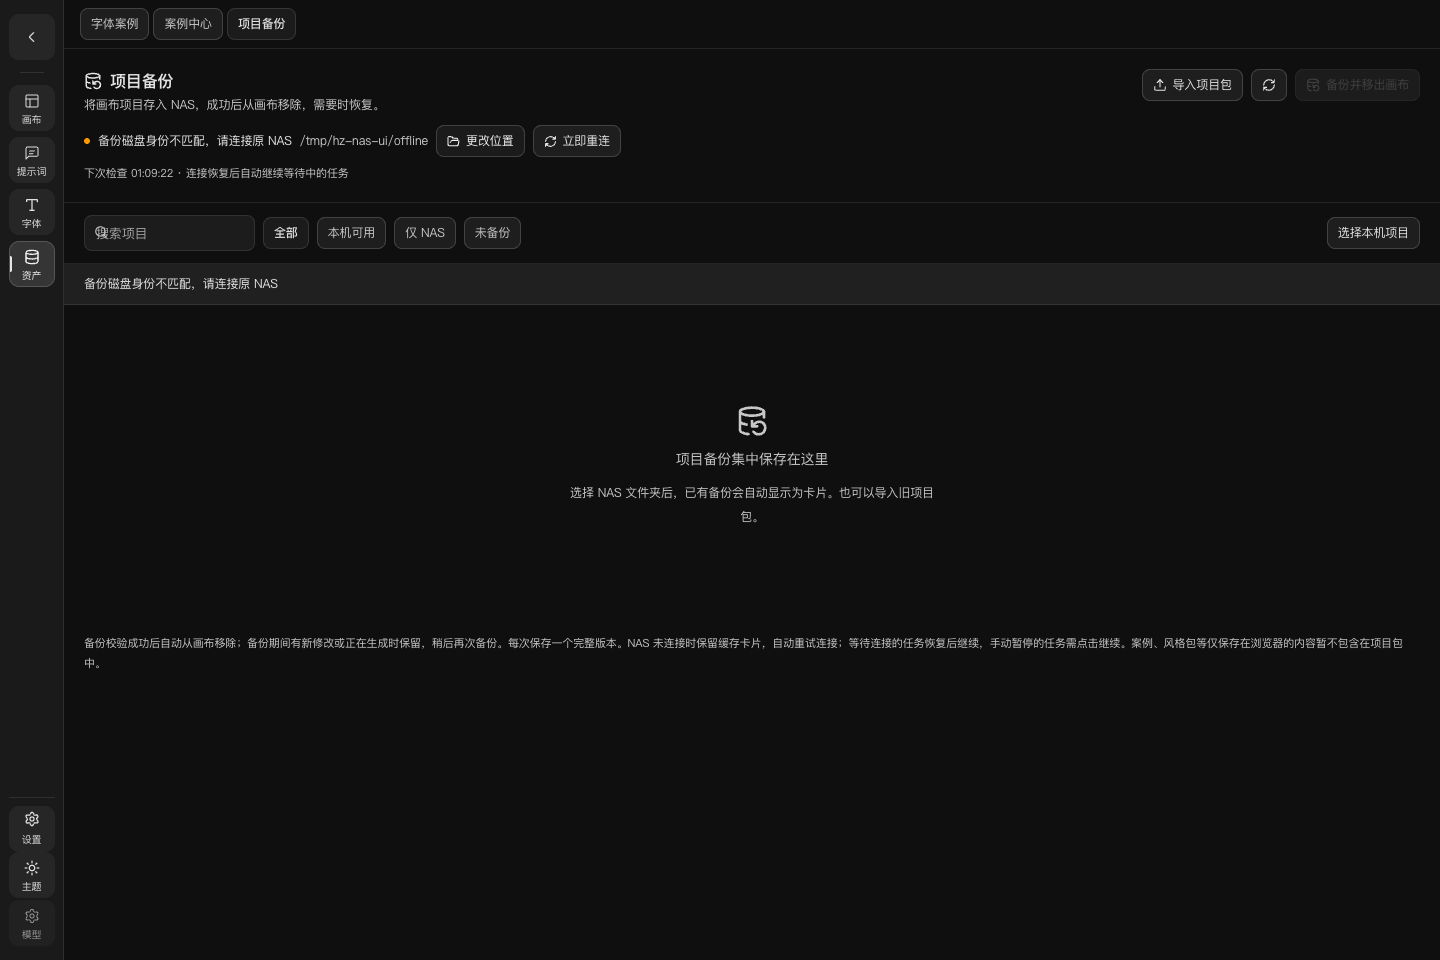 字体案例
案例中心
项目备份
画布
提示词
字体
资产
项目备份
将画布项目存入 NAS，成功后从画布移除，需要时恢复。
导入项目包
备份并移出画布
备份磁盘身份不匹配，请连接原 NAS /tmp/hz-nas-ui/offline
更改位置
立即重连
下次检查 01:09:22 · 连接恢复后自动继续等待中的任务
搜索项目
全部
本机可用
仅 NAS
未备份
选择本机项目
备份磁盘身份不匹配，请连接原 NAS
项目备份集中保存在这里
选择 NAS 文件夹后，已有备份会自动显示为卡片。也可以导入旧项目
包。
备份校验成功后自动从画布移除；备份期间有新修改或正在生成时保留，稍后再次备份。每次保存一个完整版本。NAS 未连接时保留缓存卡片，自动重试连接；等待连接的任务恢复后继续，手动暂停的任务需点击继续。案例、风格包等仅保存在浏览器的内容暂不包含在项目包
中。
设置
主题
模型